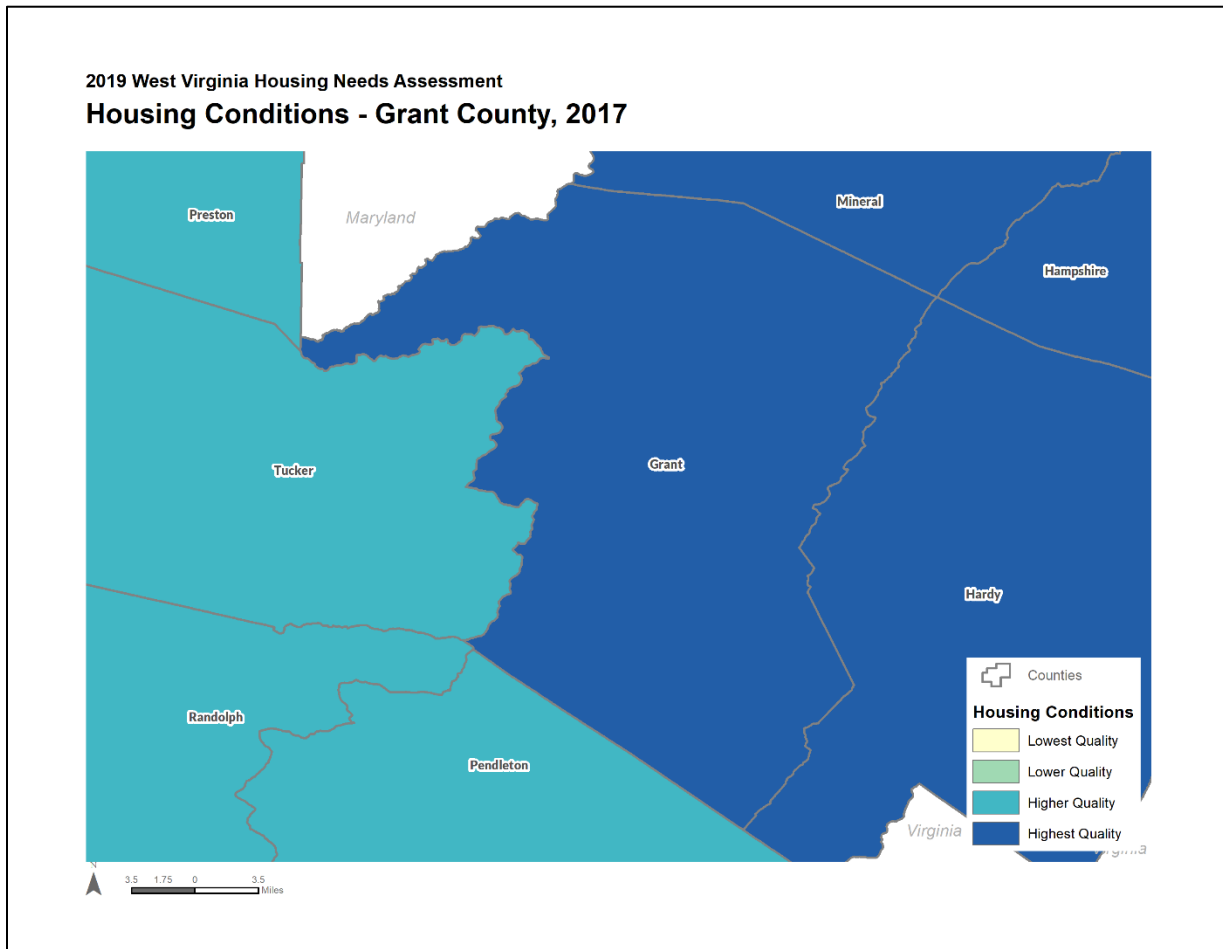 2019 West Virginia Housing Needs Assessment
Housing Conditions - Grant County, 2017
Preston
Maryland
Mineral
Hampshire
Tucker
Grant
Hardy
Randolph
Pendleton
Virginia
Counties
Housing Conditions
Lowest Quality
Lower Quality
Higher Quality
Highest Quality
3.5 1.75 0 3.5
Miles